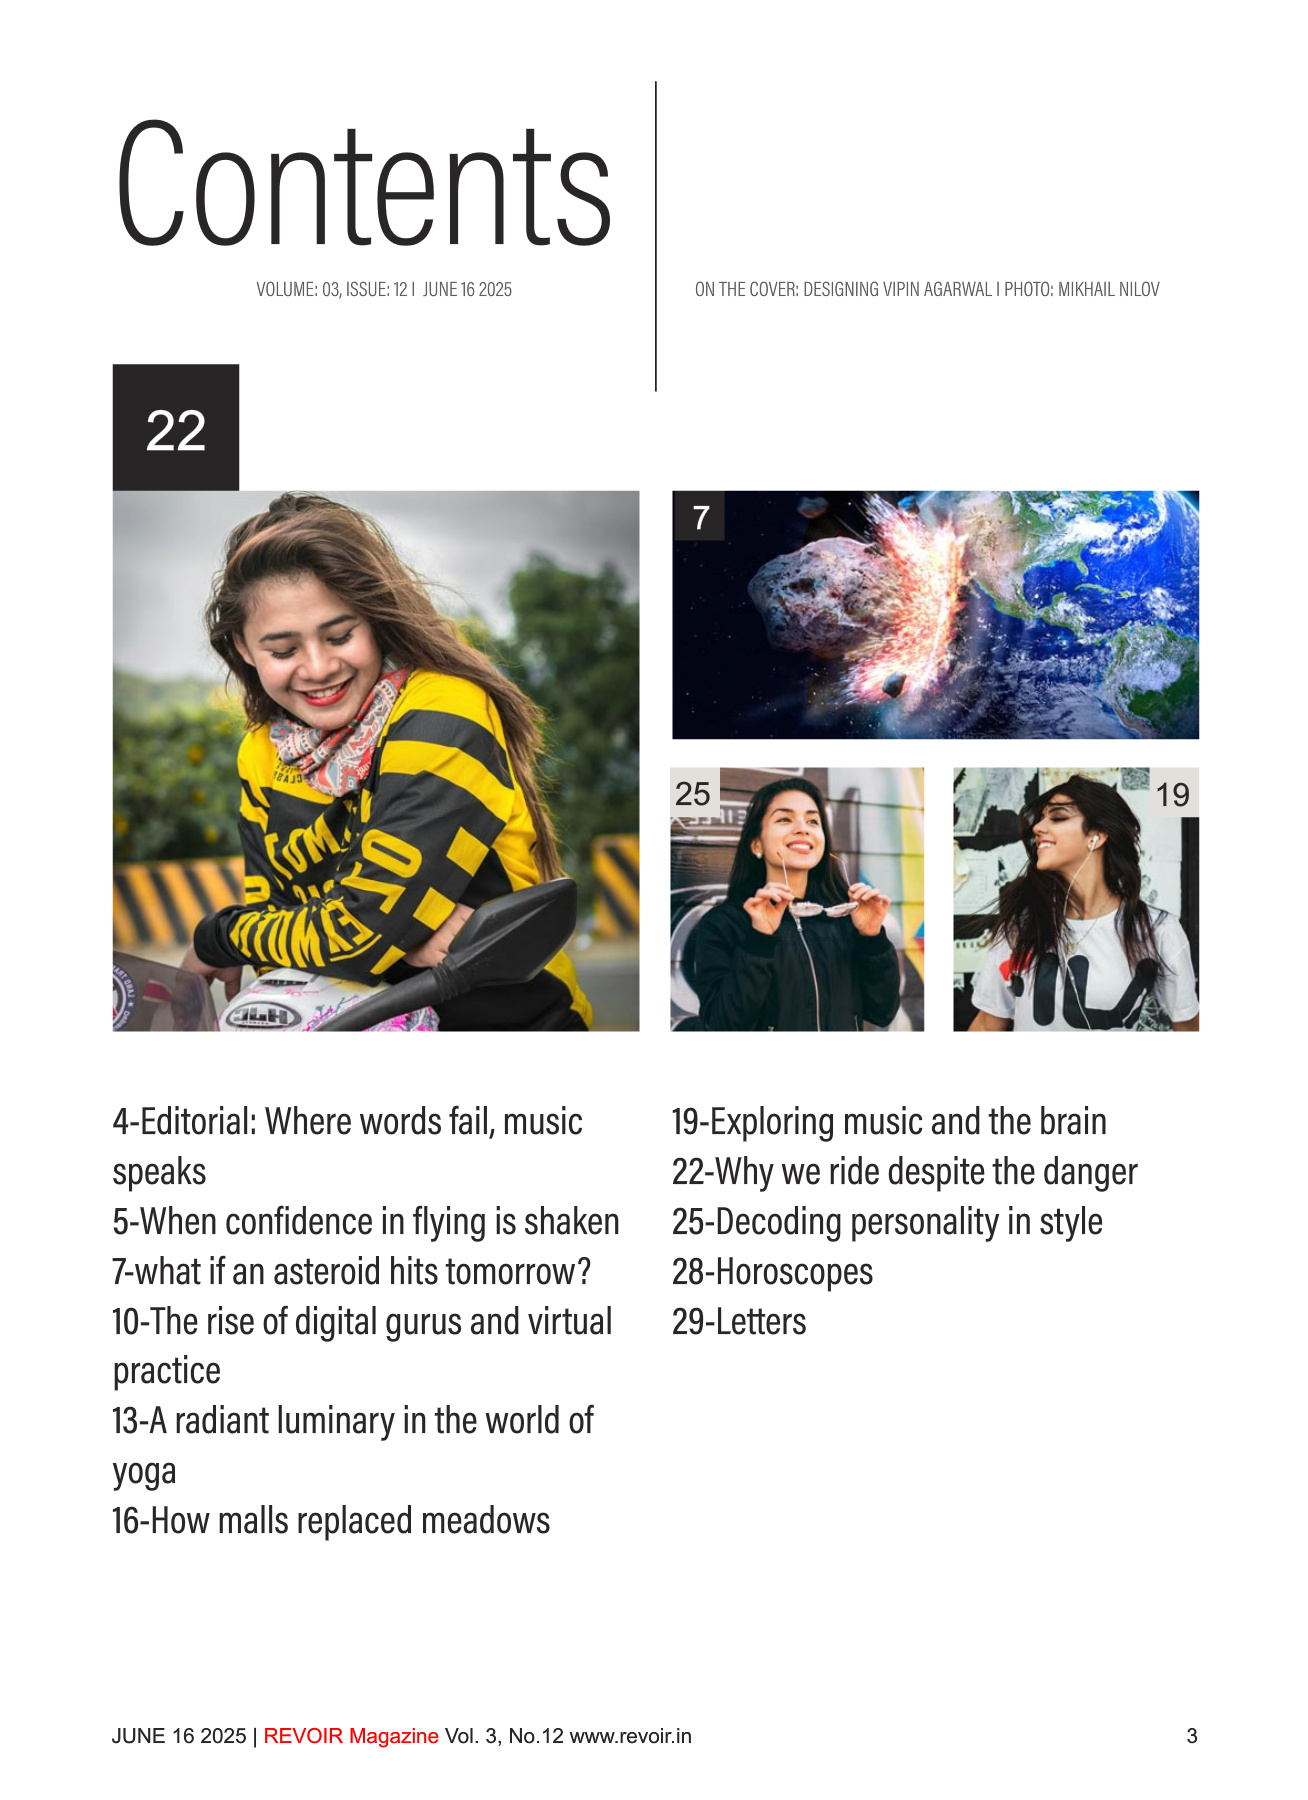 Contents
VOLUME: 03, ISSUE: 12 I JUNE 16 2025
ON THE COVER: DESIGNING VIPIN AGARWAL I PHOTO: MIKHAIL NILOV
22
7
25
19
4-Editorial: Where words fail, music
speaks
5-When confidence in flying is shaken
7-what if an asteroid hits tomorrow?
10-The rise of digital gurus and virtual
practice
13-A radiant luminary in the world of
yoga
16-How malls replaced meadows
19-Exploring music and the brain
22-Why we ride despite the danger
25-Decoding personality in style
28-Horoscopes
29-Letters
JUNE 16 2025 | REVOIR Magazine Vol. 3, No.12 www.revoir.in
3